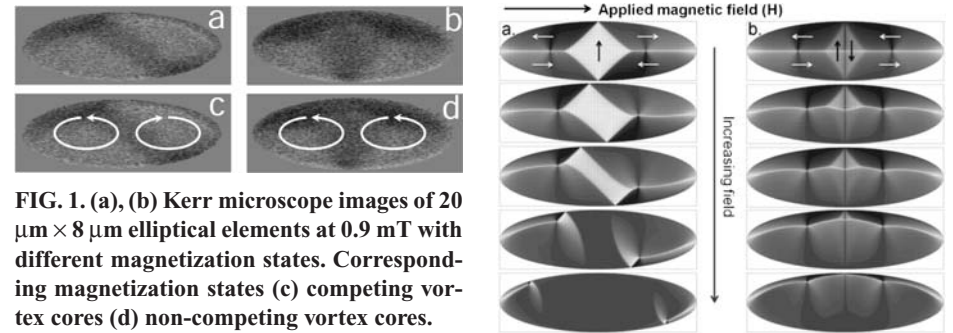 a
b
c
d
FIG. 1. (a), (b) Kerr microscope images of 20
μm × 8 μm elliptical elements at 0.9 mT with
different magnetization states. Correspond-
ing magnetization states (c) competing vor-
tex cores (d) non-competing vortex cores.
Applied magnetic field (H)
a.
b.
Increasing field